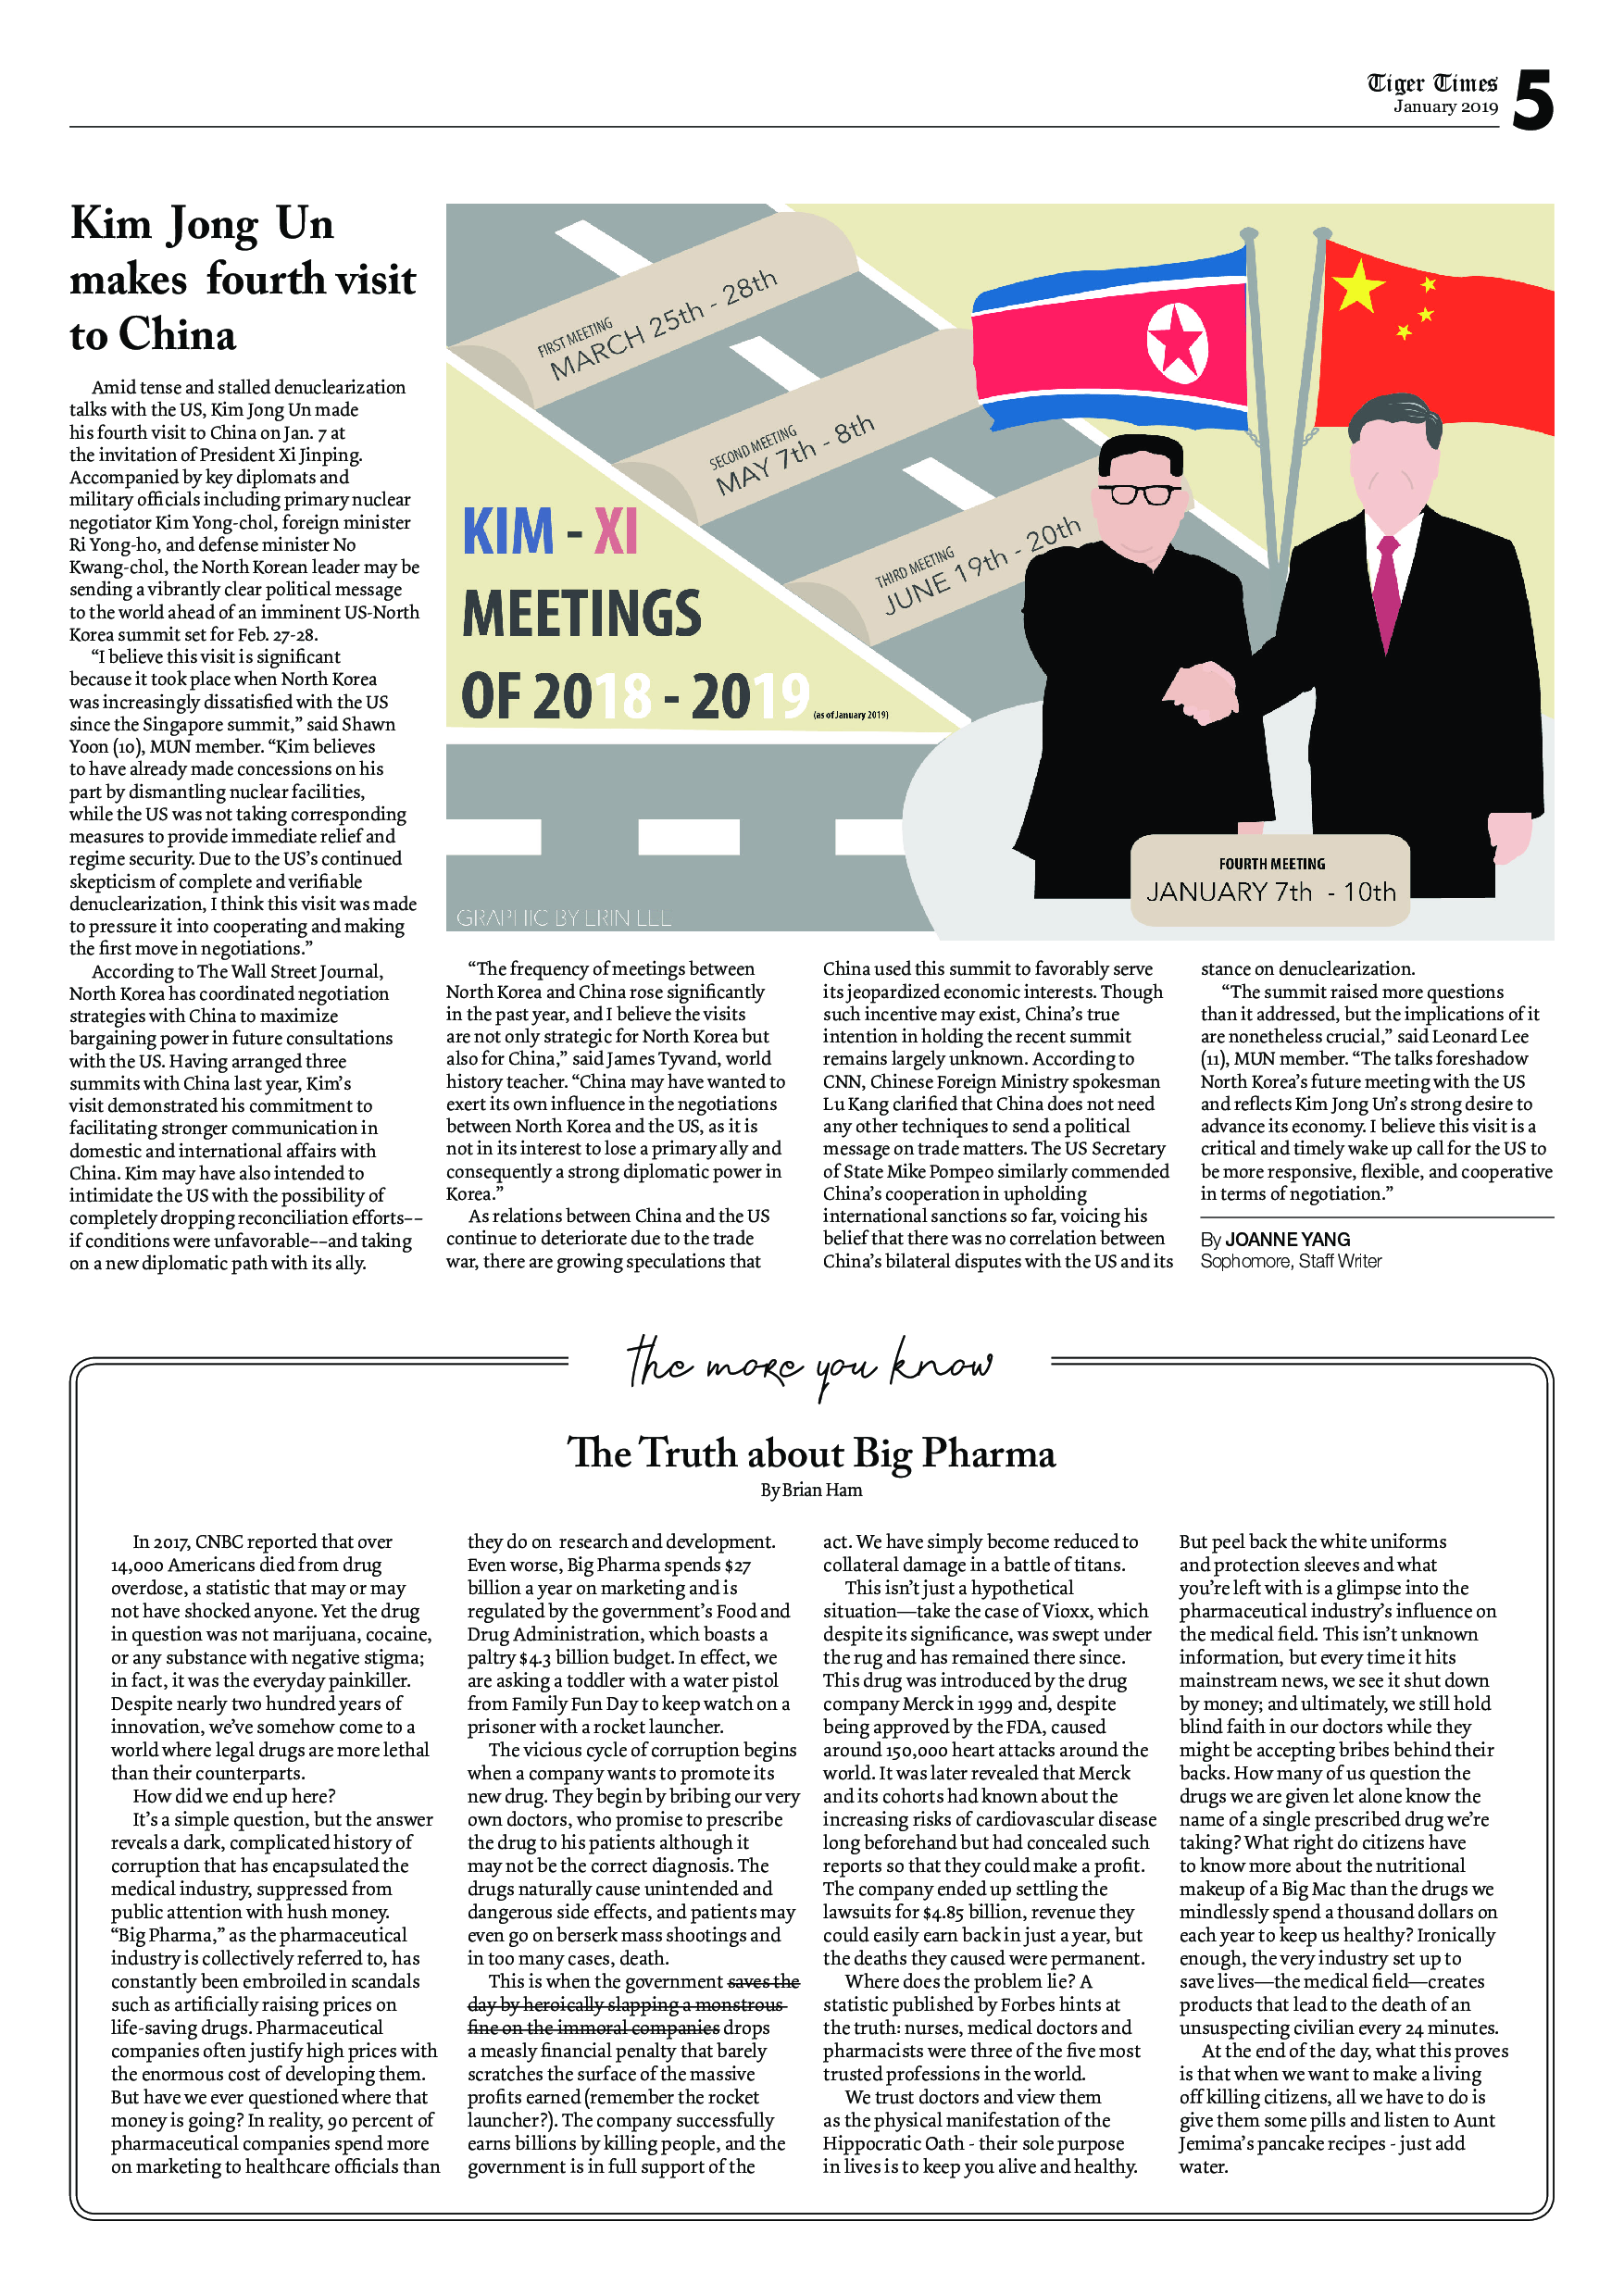 Tiger Times
January 2019
5
Kim Jong Un
makes fourth visit
to China
Amid tense and stalled denuclearization
talks with the US, Kim Jong Un made
his fourth visit to China on Jan. 7 at
the invitation of President Xi Jinping.
Accompanied by key diplomats and
military officials including primary nuclear
negotiator Kim Yong-chol, foreign minister
Ri Yong-ho, and defense minister No
Kwang-chol, the North Korean leader may be
sending a vibrantly clear political message
to the world ahead of an imminent US-North
Korea summit set for Feb. 27-28.
“I believe this visit is significant
because it took place when North Korea
was increasingly dissatisfied with the US
since the Singapore summit,” said Shawn
Yoon (10), MUN member. “Kim believes
to have already made concessions on his
part by dismantling nuclear facilities,
while the US was not taking corresponding
measures to provide immediate relief and
regime security. Due to the US’s continued
skepticism of complete and verifiable
denuclearization, I think this visit was made
to pressure it into cooperating and making
the first move in negotiations.”
According to The Wall Street Journal,
North Korea has coordinated negotiation
strategies with China to maximize
bargaining power in future consultations
with the US. Having arranged three
summits with China last year, Kim’s
visit demonstrated his commitment to
facilitating stronger communication in
domestic and international affairs with
China. Kim may have also intended to
intimidate the US with the possibility of
completely dropping reconciliation efforts––
if conditions were unfavorable––and taking
on a new diplomatic path with its ally.
FIRST MEETING
MARCH 25th - 28th
SECOND MEETING
MAY 7th - 8th
THIRD MEETING
JUNE 19th - 20th
KIM - XI
MEETINGS
OF 2018 - 2019
(as of January 2019)
FOURTH MEETING
JANUARY 7th - 10th
GRAPHIC BY ERIN LEE
“The frequency of meetings between
North Korea and China rose significantly
in the past year, and I believe the visits
are not only strategic for North Korea but
also for China,” said James Tyvand, world
history teacher. “China may have wanted to
exert its own influence in the negotiations
between North Korea and the US, as it is
not in its interest to lose a primary ally and
consequently a strong diplomatic power in
Korea.”
As relations between China and the US
continue to deteriorate due to the trade
war, there are growing speculations that
China used this summit to favorably serve
its jeopardized economic interests. Though
such incentive may exist, China’s true
intention in holding the recent summit
remains largely unknown. According to
CNN, Chinese Foreign Ministry spokesman
Lu Kang clarified that China does not need
any other techniques to send a political
message on trade matters. The US Secretary
of State Mike Pompeo similarly commended
China’s cooperation in upholding
international sanctions so far, voicing his
belief that there was no correlation between
China’s bilateral disputes with the US and its
stance on denuclearization.
“The summit raised more questions
than it addressed, but the implications of it
are nonetheless crucial,” said Leonard Lee
(11), MUN member. “The talks foreshadow
North Korea’s future meeting with the US
and reflects Kim Jong Un’s strong desire to
advance its economy. I believe this visit is a
critical and timely wake up call for the US to
be more responsive, flexible, and cooperative
in terms of negotiation.”
By JOANNE YANG
Sophomore, Staff Writer
the more you know
The Truth about Big Pharma
By Brian Ham
In 2017, CNBC reported that over
14,000 Americans died from drug
overdose, a statistic that may or may
not have shocked anyone. Yet the drug
in question was not marijuana, cocaine,
or any substance with negative stigma;
in fact, it was the everyday painkiller.
Despite nearly two hundred years of
innovation, we’ve somehow come to a
world where legal drugs are more lethal
than their counterparts.
How did we end up here?
It’s a simple question, but the answer
reveals a dark, complicated history of
corruption that has encapsulated the
medical industry, suppressed from
public attention with hush money.
“Big Pharma,” as the pharmaceutical
industry is collectively referred to, has
constantly been embroiled in scandals
such as artificially raising prices on
life-saving drugs. Pharmaceutical
companies often justify high prices with
the enormous cost of developing them.
But have we ever questioned where that
money is going? In reality, 90 percent of
pharmaceutical companies spend more
on marketing to healthcare officials than
they do on research and development.
Even worse, Big Pharma spends $27
billion a year on marketing and is
regulated by the government’s Food and
Drug Administration, which boasts a
paltry $4.3 billion budget. In effect, we
are asking a toddler with a water pistol
from Family Fun Day to keep watch on a
prisoner with a rocket launcher.
The vicious cycle of corruption begins
when a company wants to promote its
new drug. They begin by bribing our very
own doctors, who promise to prescribe
the drug to his patients although it
may not be the correct diagnosis. The
drugs naturally cause unintended and
dangerous side effects, and patients may
even go on berserk mass shootings and
in too many cases, death.
This is when the government saves the
day by heroically slapping a monstrous
fine on the immoral companies drops
a measly financial penalty that barely
scratches the surface of the massive
profits earned (remember the rocket
launcher?). The company successfully
earns billions by killing people, and the
government is in full support of the
act. We have simply become reduced to
collateral damage in a battle of titans.
This isn’t just a hypothetical
situation—take the case of Vioxx, which
despite its significance, was swept under
the rug and has remained there since.
This drug was introduced by the drug
company Merck in 1999 and, despite
being approved by the FDA, caused
around 150,000 heart attacks around the
world. It was later revealed that Merck
and its cohorts had known about the
increasing risks of cardiovascular disease
long beforehand but had concealed such
reports so that they could make a profit.
The company ended up settling the
lawsuits for $4.85 billion, revenue they
could easily earn back in just a year, but
the deaths they caused were permanent.
Where does the problem lie? A
statistic published by Forbes hints at
the truth: nurses, medical doctors and
pharmacists were three of the five most
trusted professions in the world.
We trust doctors and view them
as the physical manifestation of the
Hippocratic Oath - their sole purpose
in lives is to keep you alive and healthy.
But peel back the white uniforms
and protection sleeves and what
you’re left with is a glimpse into the
pharmaceutical industry’s influence on
the medical field. This isn’t unknown
information, but every time it hits
mainstream news, we see it shut down
by money; and ultimately, we still hold
blind faith in our doctors while they
might be accepting bribes behind their
backs. How many of us question the
drugs we are given let alone know the
name of a single prescribed drug we’re
taking? What right do citizens have
to know more about the nutritional
makeup of a Big Mac than the drugs we
mindlessly spend a thousand dollars on
each year to keep us healthy? Ironically
enough, the very industry set up to
save lives—the medical field—creates
products that lead to the death of an
unsuspecting civilian every 24 minutes.
At the end of the day, what this proves
is that when we want to make a living
off killing citizens, all we have to do is
give them some pills and listen to Aunt
Jemima’s pancake recipes - just add
water.